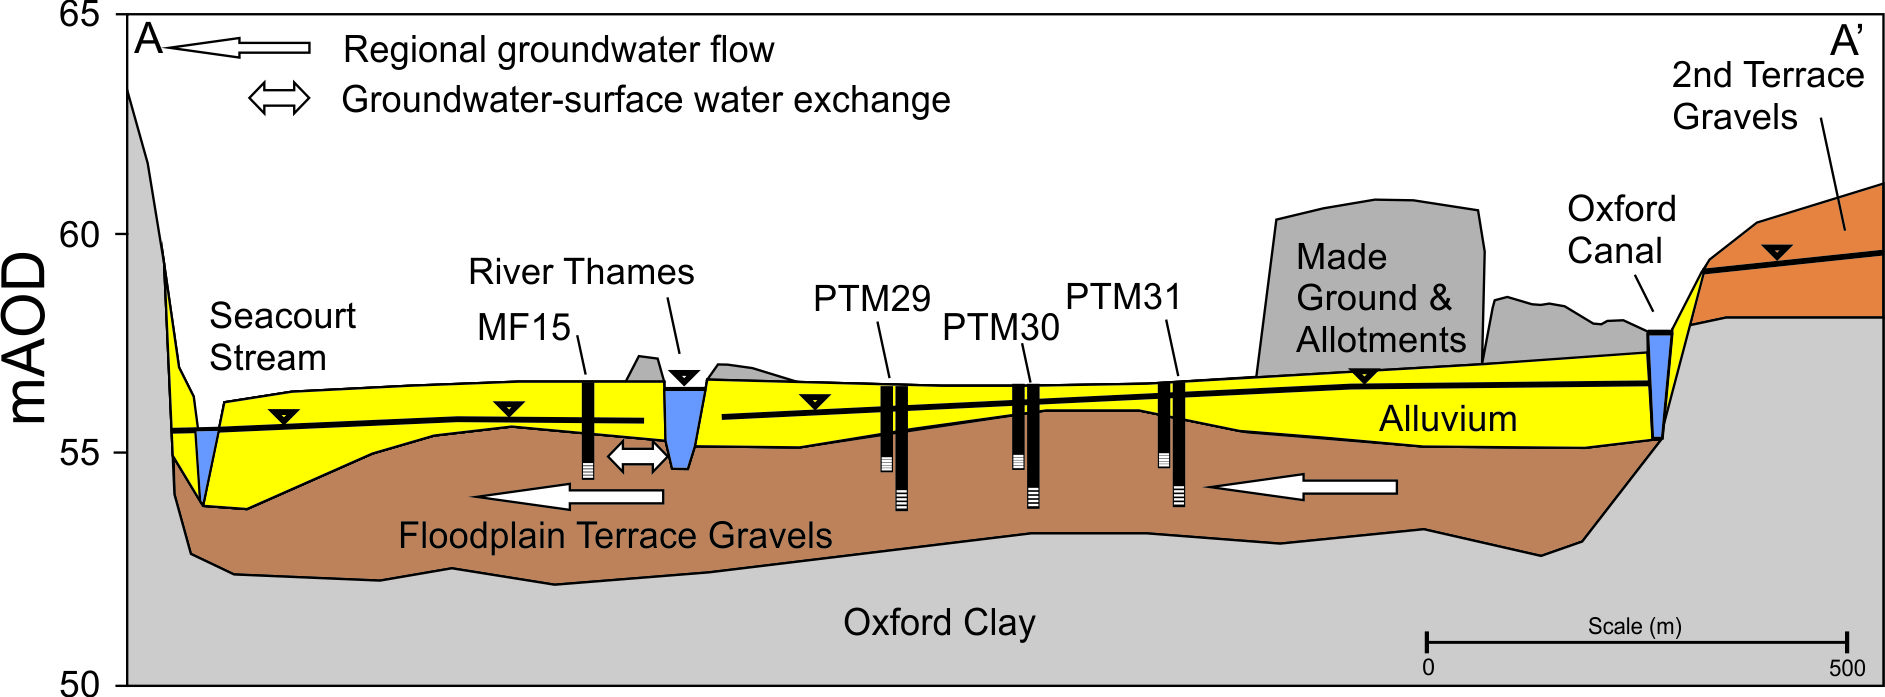 65
A
Regional groundwater flow
Groundwater-surface water exchange
A’
2nd Terrace
Gravels
60
mAOD
Oxford
Canal
Made
Ground &
Allotments
River Thames
MF15
PTM29
PTM30
PTM31
Seacourt
Stream
Alluvium
55
Floodplain Terrace Gravels
Oxford Clay
Scale (m)
0
500
50